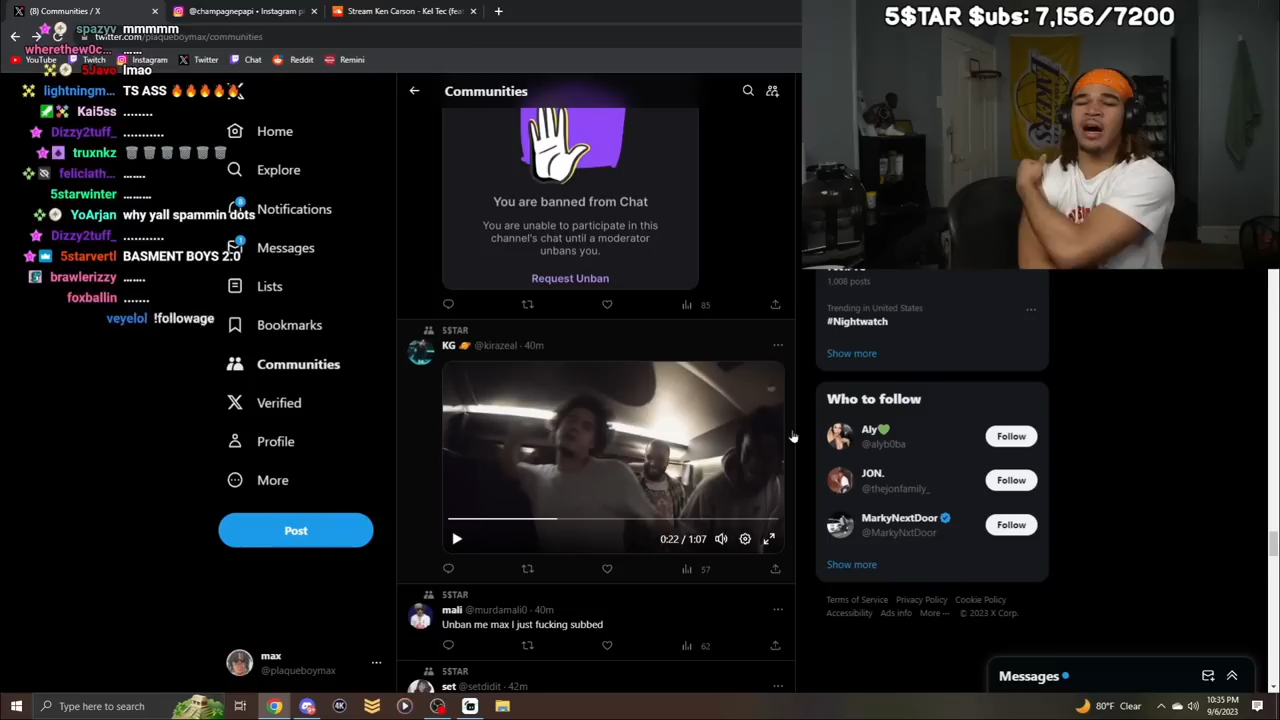 (8) Communities / X
@champagnepapi • Instagram p
Stream Ken Carson - Kel Tec (fea
5$TAR $ubs: 7,156/7200
twitter.com/plaqueboymax/communities
YouTube
Twitch
Instagram
Twitter
Chat
Reddit
Remini
spazyv mmmmm
wherethew0c...
5Javo lmao
lightningm... TS ASS 🔥🔥🔥🔥🔥
Kai5ss ........
Dizzy2tuff_ ...........
truxnkz 🗑🗑🗑🗑🗑🗑
feliciath... .......
5starwinter .........
YoArjan why yall spammin dots
Dizzy2tuff_ ...........
5starvertl BASMENT BOYS 2.0
brawlerizzy ......
foxballin .......
veyelol !followage
Home
Explore
8
Notifications
1
Messages
Lists
Bookmarks
Communities
Verified
Profile
More
Post
max
@plaqueboymax
Communities
You are banned from Chat
You are unable to participate in this
channel's chat until a moderator
unbans you.
Request Unban
85
5$TAR
KG 🪐 @kirazeal · 40m
0:22 / 1:07
57
5$TAR
mali @murdamali0 · 40m
Unban me max I just fucking subbed
62
5$TAR
set @setdidit · 42m
LAKERS
1,008 posts
Trending in United States
#Nightwatch
Show more
Who to follow
Aly💚
@alyb0ba
Follow
JON.
@thejonfamily_
Follow
MarkyNextDoor
@MarkyNxtDoor
Follow
Show more
Terms of Service Privacy Policy Cookie Policy
Accessibility Ads info More ··· © 2023 X Corp.
Messages
Type here to search
80°F Clear
10:35 PM
9/6/2023